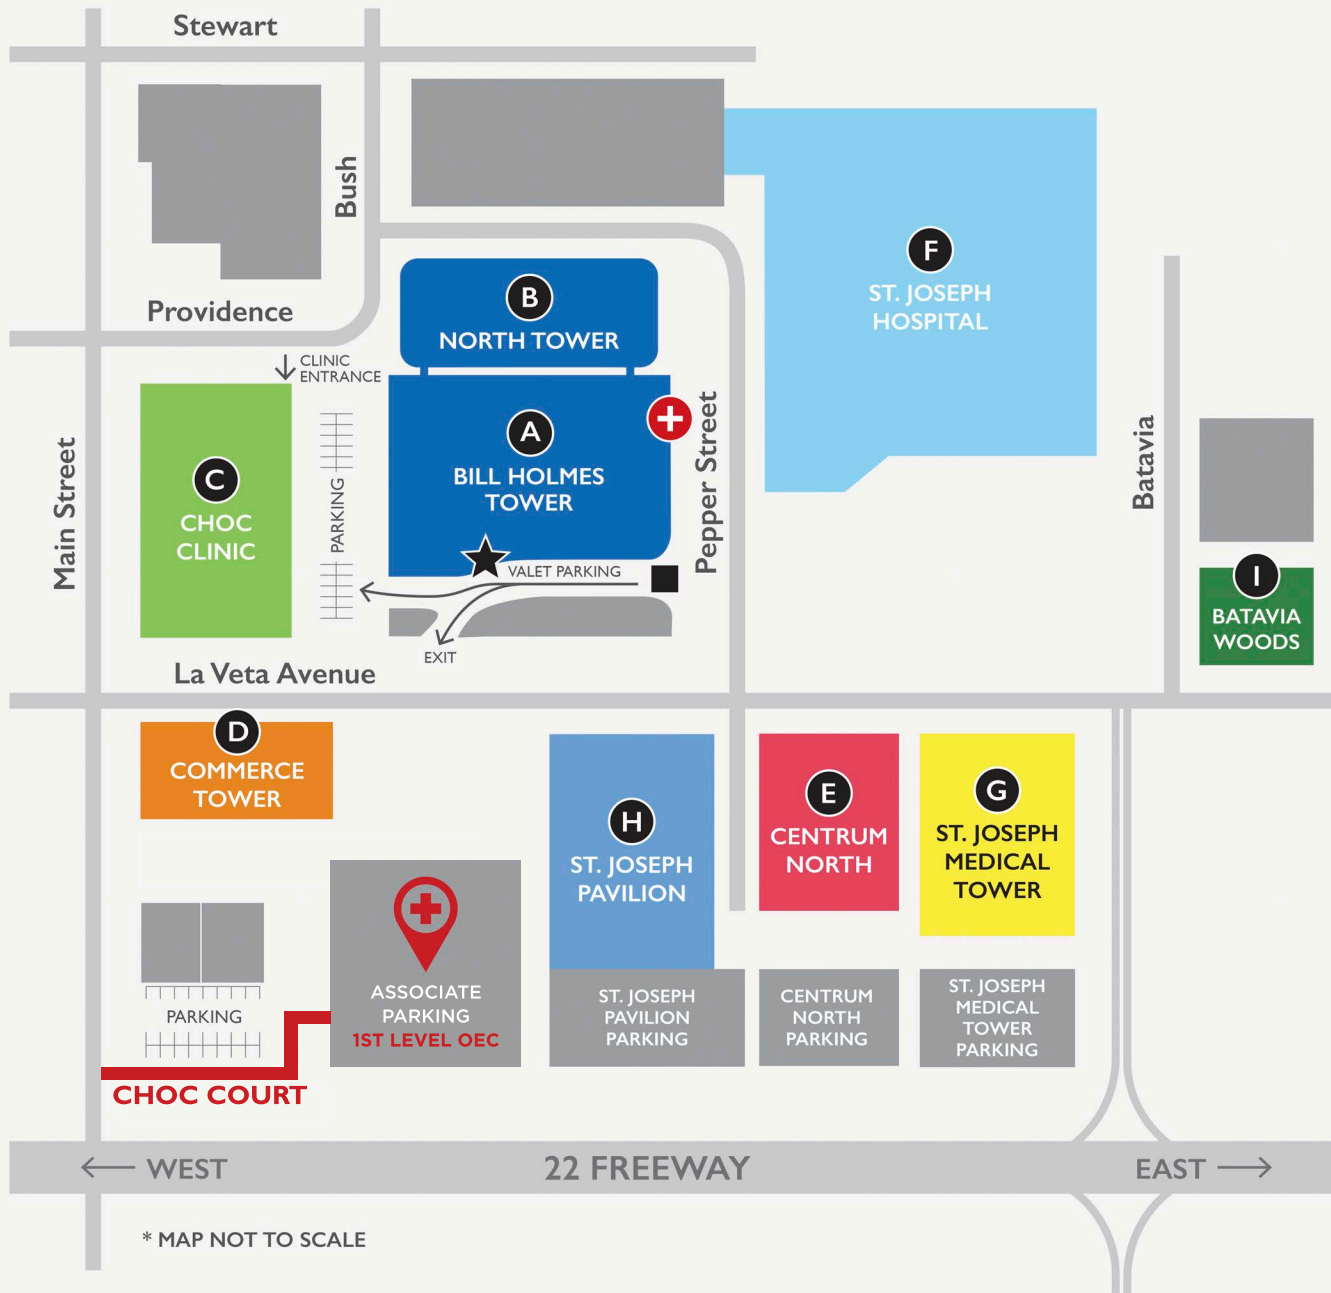 Stewart
Bush
F
ST. JOSEPH
HOSPITAL
B
NORTH TOWER
Providence
CLINIC
ENTRANCE
A
BILL HOLMES
TOWER
C
CHOC
CLINIC
PARKING
Main Street
Pepper Street
Batavia
VALET PARKING
EXIT
I
BATAVIA
WOODS
La Veta Avenue
D
COMMERCE
TOWER
H
ST. JOSEPH
PAVILION
E
CENTRUM
NORTH
G
ST. JOSEPH
MEDICAL
TOWER
ASSOCIATE
PARKING
1ST LEVEL OEC
PARKING
ST. JOSEPH
PAVILION
PARKING
CENTRUM
NORTH
PARKING
ST. JOSEPH
MEDICAL
TOWER
PARKING
CHOC COURT
WEST
22 FREEWAY
EAST
* MAP NOT TO SCALE